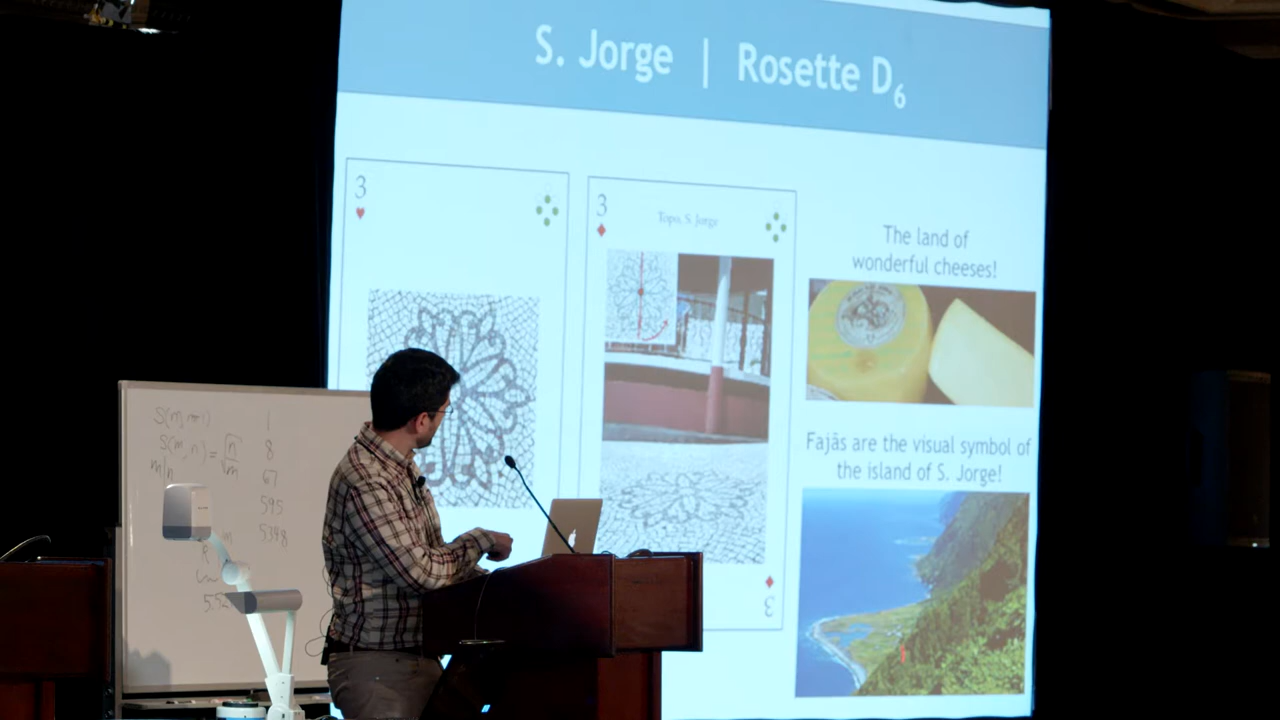 S. Jorge | Rosette D6
3
3
Topo, S. Jorge
The land of
wonderful cheeses!
Fajãs are the visual symbol of
the island of S. Jorge!
3
S(m,n+1)
S(m,n) = √n
m
m/n
1
8
67
595
5398